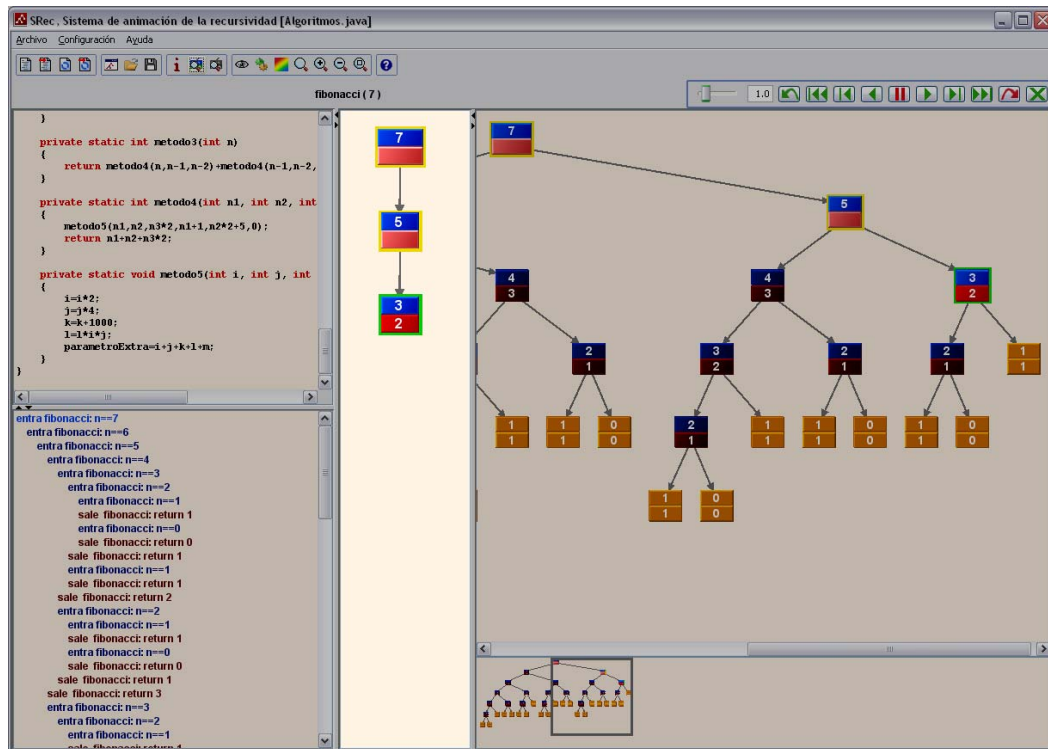 SRec , Sistema de animación de la recursividad [Algoritmos.java]
Archivo Configuración Ayuda
fibonacci ( 7 )
1.0
}
private static int metodo3(int n)
{
return metodo4(n,n-1,n-2)+metodo4(n-1,n-2,
}
private static int metodo4(int n1, int n2, int
{
metodo5(n1,n2,n3*2,n1+1,n2*2+5,0);
return n1+n2+n3*2;
}
private static void metodo5(int i, int j, int
{
i=i*2;
j=j*4;
k=k+1000;
l=l*i*j;
parametroExtra=i+j+k+l+m;
}
}
entra fibonacci: n==7
entra fibonacci: n==6
entra fibonacci: n==5
entra fibonacci: n==4
entra fibonacci: n==3
entra fibonacci: n==2
entra fibonacci: n==1
sale fibonacci: return 1
entra fibonacci: n==0
sale fibonacci: return 0
sale fibonacci: return 1
entra fibonacci: n==1
sale fibonacci: return 1
sale fibonacci: return 2
entra fibonacci: n==2
entra fibonacci: n==1
sale fibonacci: return 1
entra fibonacci: n==0
sale fibonacci: return 0
sale fibonacci: return 1
sale fibonacci: return 3
entra fibonacci: n==3
entra fibonacci: n==2
entra fibonacci: n==1
sale fibonacci: return 1
7
5
3
2
7
5
4 4 3
3 3 2
2 3 2 2 1
1 2 1 1 1
1 1 0 2 1 1 0 1 0
1 1 0 1 1 1 0 1 0
1 0
1 0